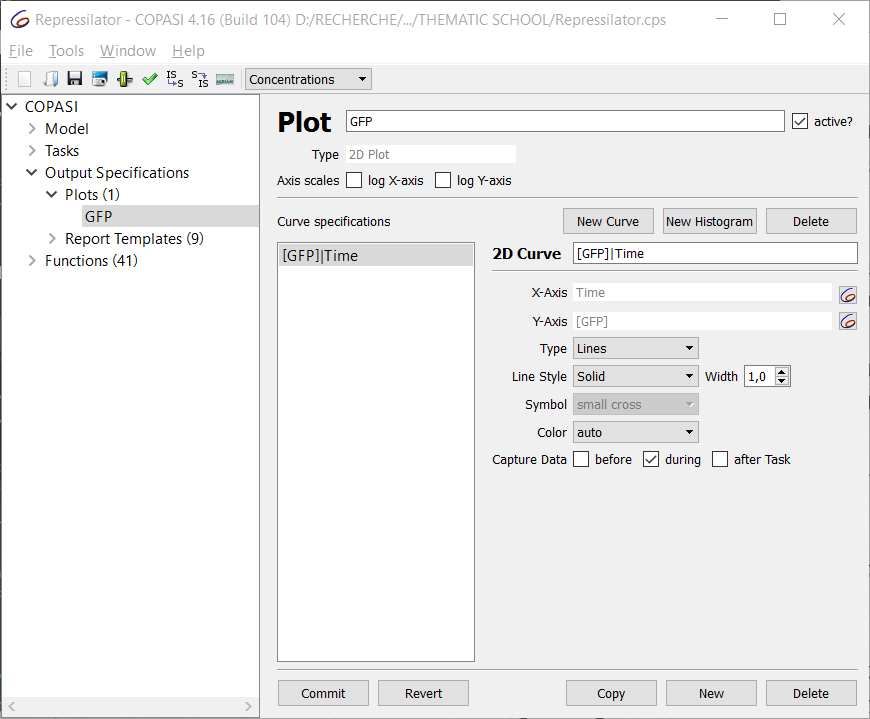 Repressilator - COPASI 4.16 (Build 104) D:/RECHERCHE/.../THEMATIC SCHOOL/Repressilator.cps
File Tools Window Help
Concentrations
COPASI
Model
Tasks
Output Specifications
Plots (1)
GFP
Report Templates (9)
Functions (41)
Plot GFP active?
Type 2D Plot
Axis scales log X-axis log Y-axis
Curve specifications New Curve New Histogram Delete
[GFP]|Time
2D Curve [GFP]|Time
X-Axis Time
Y-Axis [GFP]
Type Lines
Line Style Solid Width 1,0
Symbol small cross
Color auto
Capture Data before during after Task
Commit Revert Copy New Delete